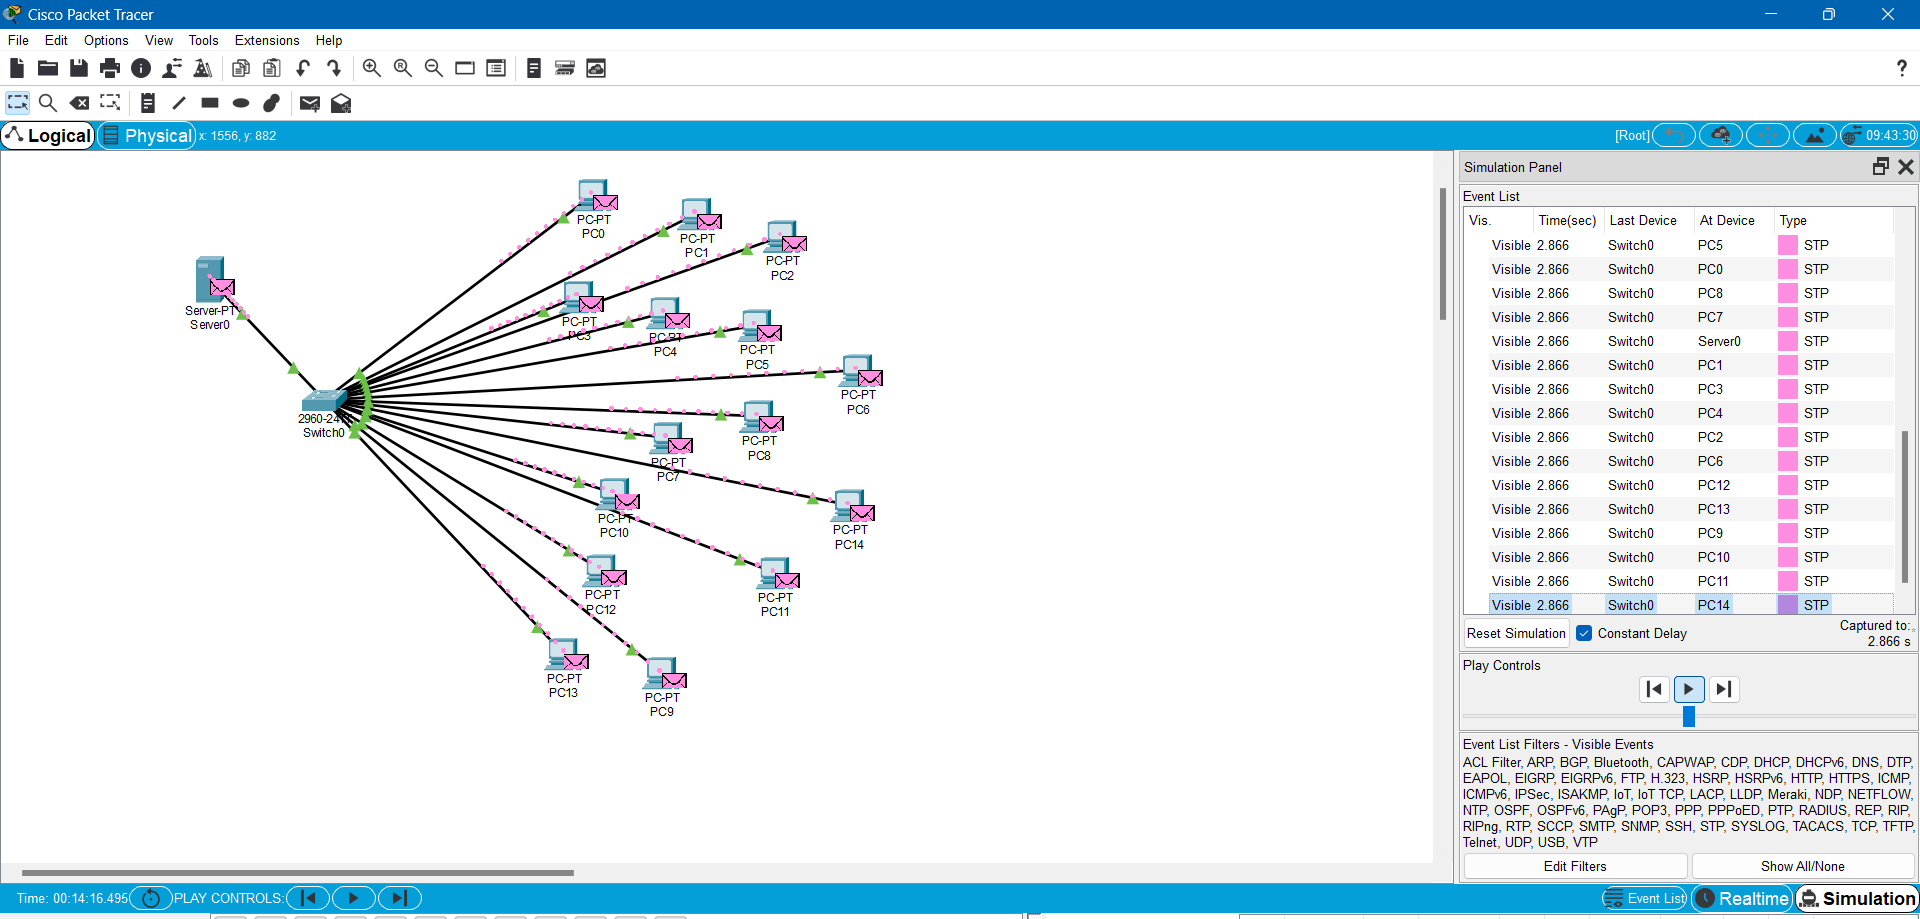 Cisco Packet Tracer
File Edit Options View Tools Extensions Help
?
Logical Physical x: 1556, y: 882 [Root] 09:43:30
PC-PT
PC0
PC-PT
PC1
PC-PT
PC2
Server-PT
Server0
PC-PT
PC3
PC-PT
PC4
PC-PT
PC5
PC-PT
PC6
Switch0
PC-PT
PC8
PC-PT
PC7
PC-PT
PC10
PC-PT
PC14
PC-PT
PC12
PC-PT
PC11
PC-PT
PC13
PC-PT
PC9
Simulation Panel
Event List
Vis. Time(sec) Last Device At Device Type
Visible 2.866 Switch0 PC5 STP
Visible 2.866 Switch0 PC0 STP
Visible 2.866 Switch0 PC8 STP
Visible 2.866 Switch0 PC7 STP
Visible 2.866 Switch0 Server0 STP
Visible 2.866 Switch0 PC1 STP
Visible 2.866 Switch0 PC3 STP
Visible 2.866 Switch0 PC4 STP
Visible 2.866 Switch0 PC2 STP
Visible 2.866 Switch0 PC6 STP
Visible 2.866 Switch0 PC12 STP
Visible 2.866 Switch0 PC13 STP
Visible 2.866 Switch0 PC9 STP
Visible 2.866 Switch0 PC10 STP
Visible 2.866 Switch0 PC11 STP
Visible 2.866 Switch0 PC14 STP
Reset Simulation Constant Delay Captured to:
2.866 s
Play Controls
Event List Filters - Visible Events
ACL Filter, ARP, BGP, Bluetooth, CAPWAP, CDP, DHCP, DHCPv6, DNS, DTP,
EAPOL, EIGRP, EIGRPv6, FTP, H.323, HSRP, HSRPv6, HTTP, HTTPS, ICMP,
ICMPv6, IPSec, ISAKMP, IoT, IoT TCP, LACP, LLDP, Meraki, NDP, NETFLOW,
NTP, OSPF, OSPFv6, PAgP, POP3, PPP, PPPoED, PTP, RADIUS, REP, RIP,
RIPng, RTP, SCCP, SMTP, SNMP, SSH, STP, SYSLOG, TACACS, TCP, TFTP,
Telnet, UDP, USB, VTP
Edit Filters Show All/None
Time: 00:14:16.495 PLAY CONTROLS: Event List Realtime Simulation